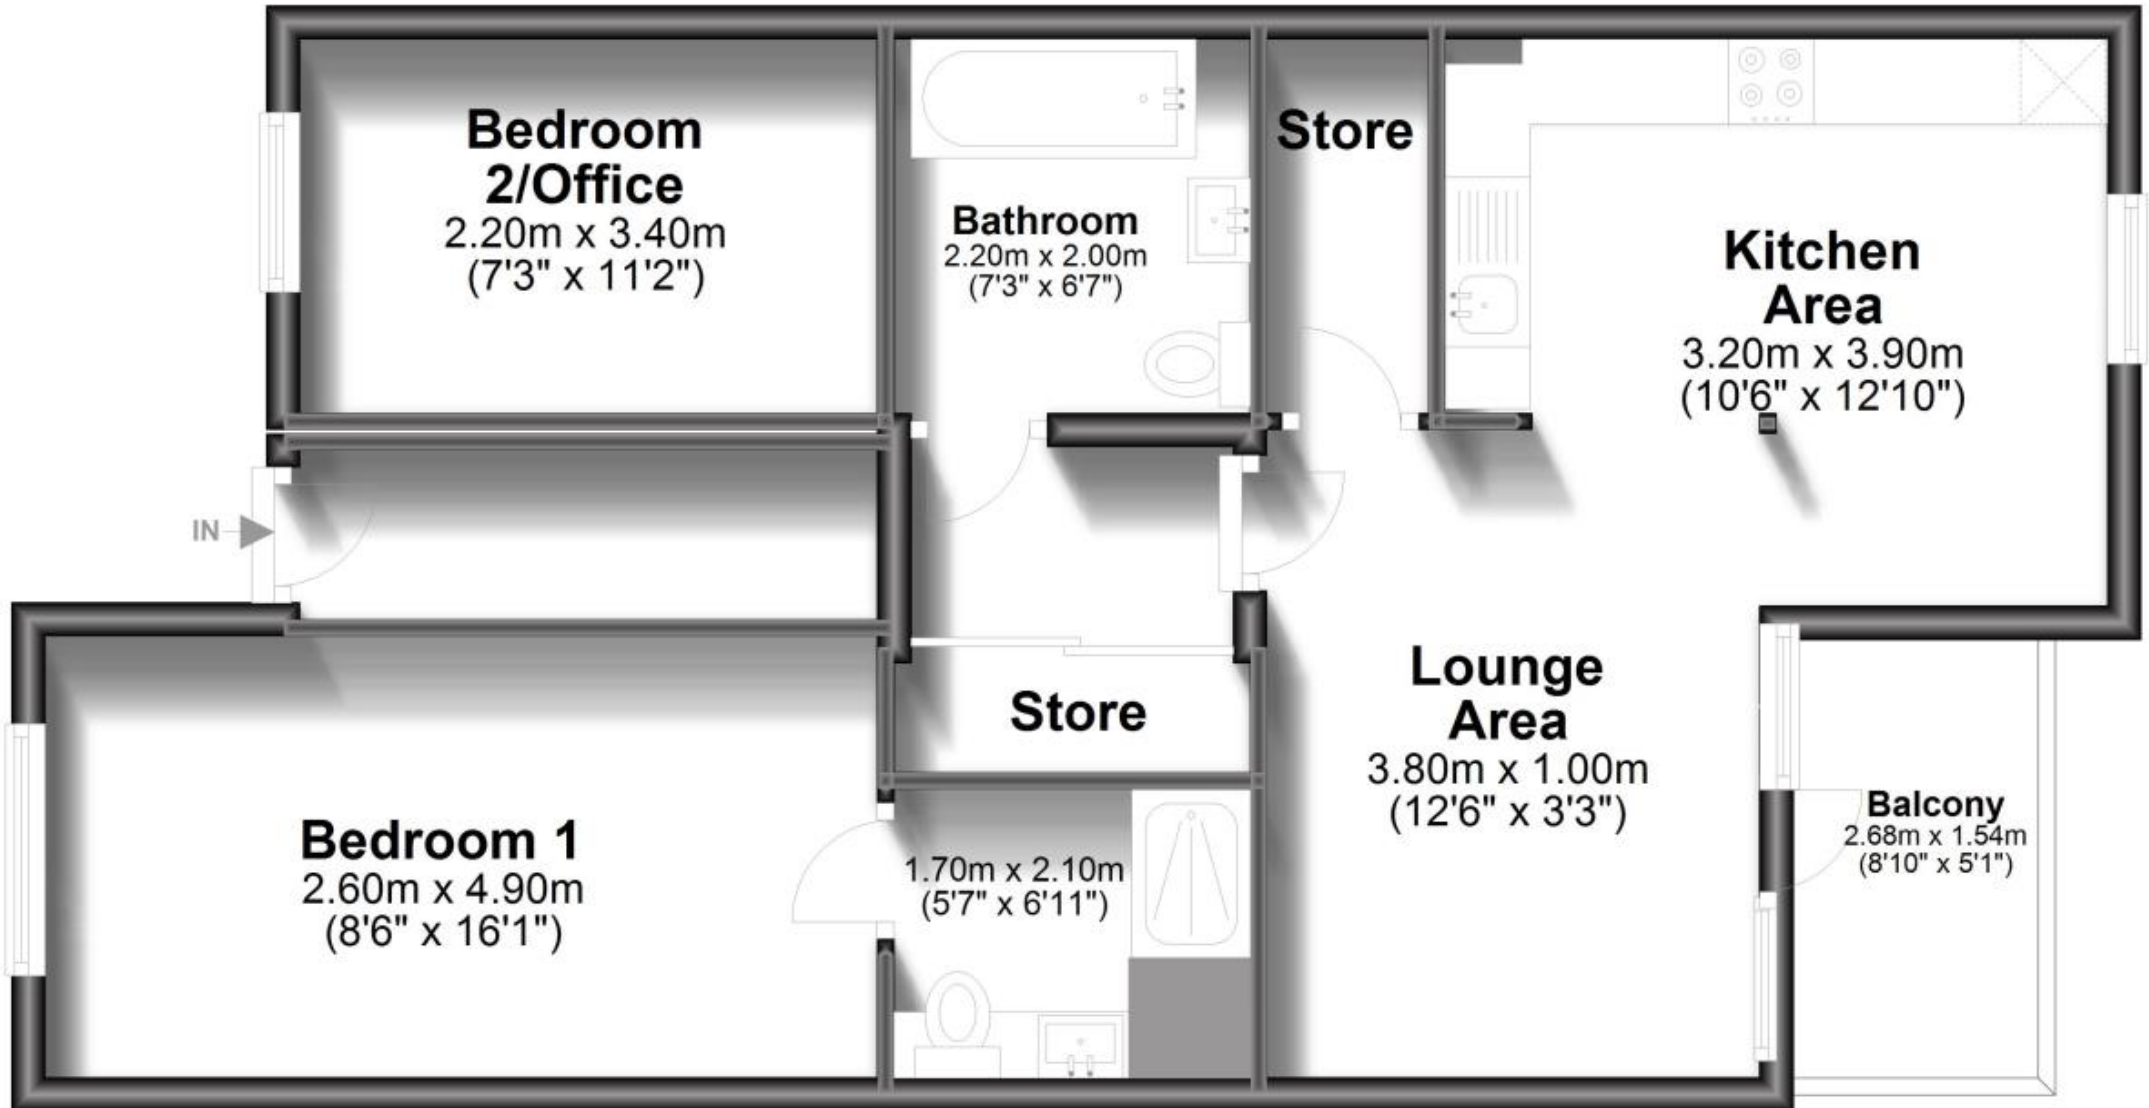 Bedroom
2/Office
2.20m x 3.40m
(7'3" x 11'2")
Bathroom
2.20m x 2.00m
(7'3" x 6'7")
Store
Kitchen
Area
3.20m x 3.90m
(10'6" x 12'10")
IN
Store
Lounge
Area
3.80m x 1.00m
(12'6" x 3'3")
Balcony
2.68m x 1.54m
(8'10" x 5'1")
Bedroom 1
2.60m x 4.90m
(8'6" x 16'1")
1.70m x 2.10m
(5'7" x 6'11")